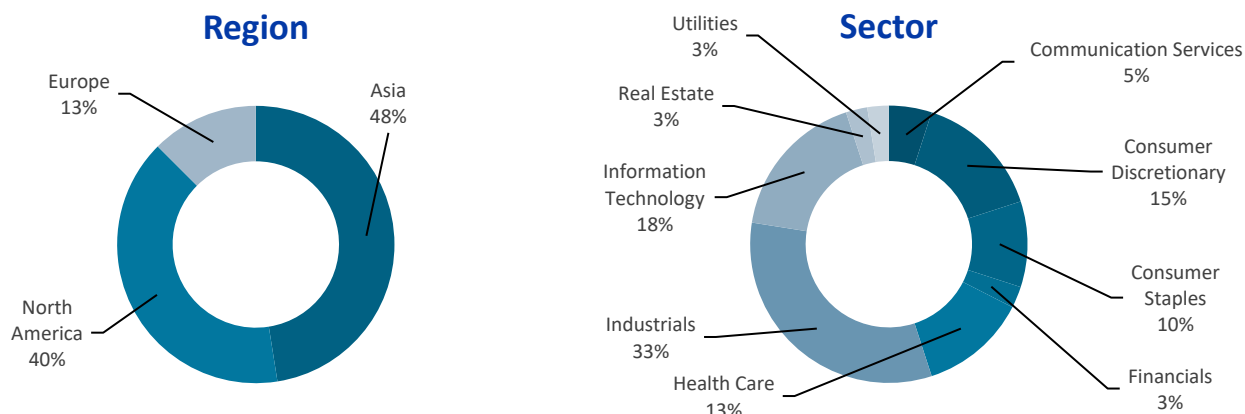 Region
Europe
13%
Asia
48%
North
America
40%
Sector
Utilities
3%
Communication Services
5%
Real Estate
3%
Consumer
Discretionary
15%
Information
Technology
18%
Consumer
Staples
10%
Industrials
33%
Financials
3%
Health Care
13%